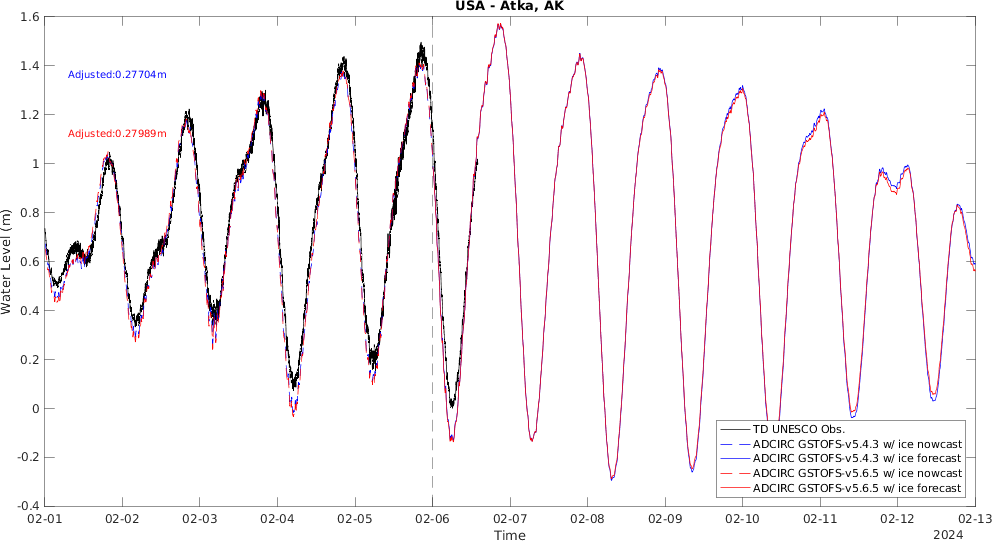 USA - Atka, AK
Adjusted:0.27704m
Adjusted:0.27989m
Water Level (m)
1.6
1.4
1.2
1
0.8
0.6
0.4
0.2
0
-0.2
-0.4
TD UNESCO Obs.
ADCIRC GSTOFS-v5.4.3 w/ ice nowcast
ADCIRC GSTOFS-v5.4.3 w/ ice forecast
ADCIRC GSTOFS-v5.6.5 w/ ice nowcast
ADCIRC GSTOFS-v5.6.5 w/ ice forecast
02-01 02-02 02-03 02-04 02-05 02-06 02-07 02-08 02-09 02-10 02-11 02-12 02-13
Time
2024